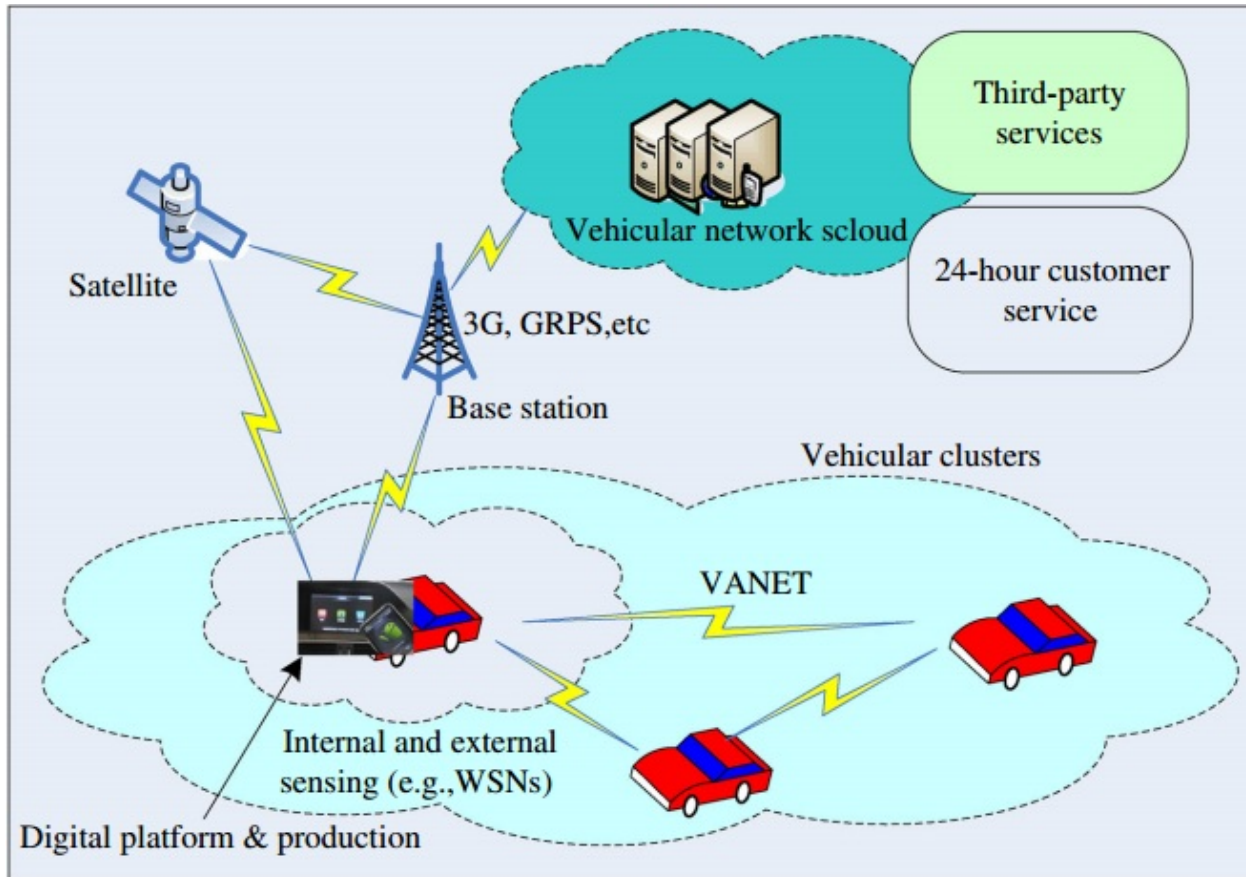 Third-party
services
Vehicular network scloud
24-hour customer
service
Satellite
3G, GRPS,etc
Base station
Vehicular clusters
VANET
Internal and external
sensing (e.g.,WSNs)
Digital platform & production